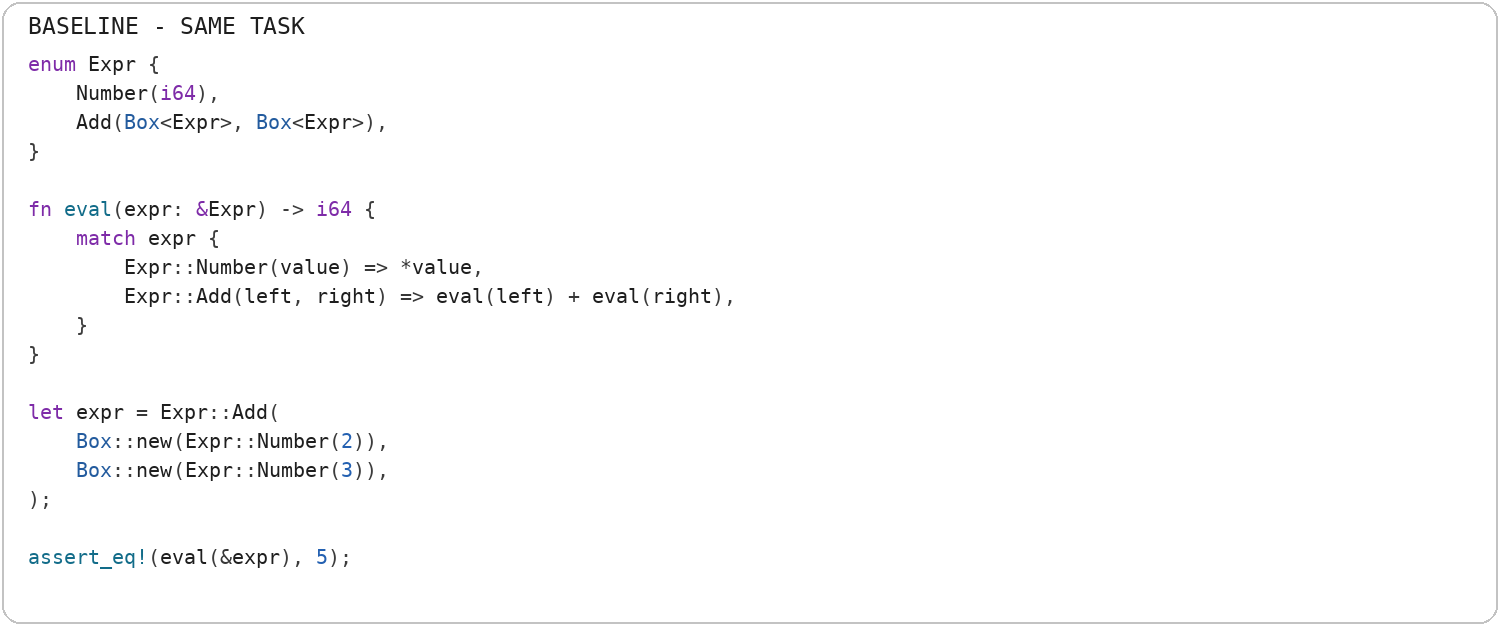 BASELINE - SAME TASK
enum Expr {
    Number(i64),
    Add(Box<Expr>, Box<Expr>),
}

fn eval(expr: &Expr) -> i64 {
    match expr {
        Expr::Number(value) => *value,
        Expr::Add(left, right) => eval(left) + eval(right),
    }
}

let expr = Expr::Add(
    Box::new(Expr::Number(2)),
    Box::new(Expr::Number(3)),
);

assert_eq!(eval(&expr), 5);